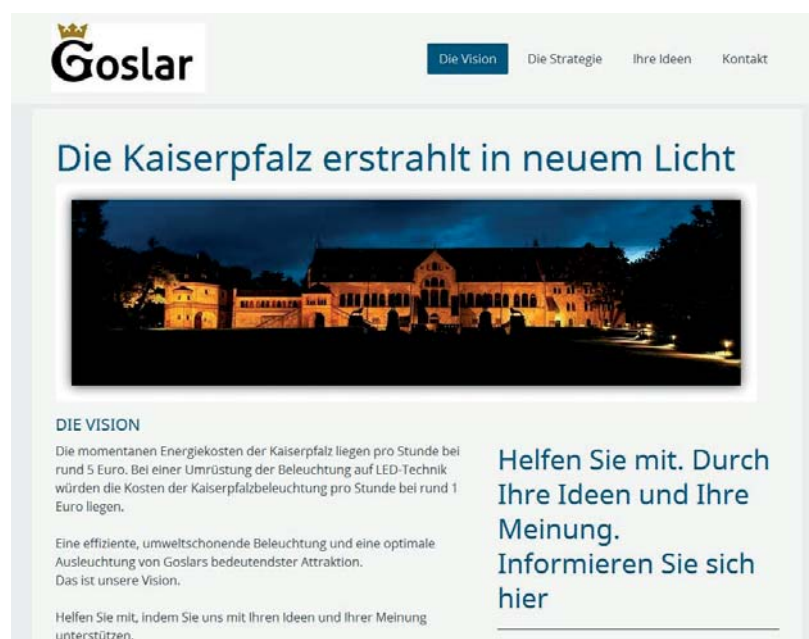 Goslar
Die Vision
Die Strategie
Ihre Ideen
Kontakt
Die Kaiserpfalz erstrahlt in neuem Licht
DIE VISION
Die momentanen Energiekosten der Kaiserpfalz liegen pro Stunde bei
rund 5 Euro. Bei einer Umrüstung der Beleuchtung auf LED-Technik
würden die Kosten der Kaiserpfalzbeleuchtung pro Stunde bei rund 1
Euro liegen.
Eine effiziente, umweltschonende Beleuchtung und eine optimale
Ausleuchtung von Goslars bedeutendster Attraktion.
Das ist unsere Vision.
Helfen Sie mit, indem Sie uns mit Ihren Ideen und Ihrer Meinung
unterstützen.
Helfen Sie mit. Durch
Ihre Ideen und Ihre
Meinung.
Informieren Sie sich
hier